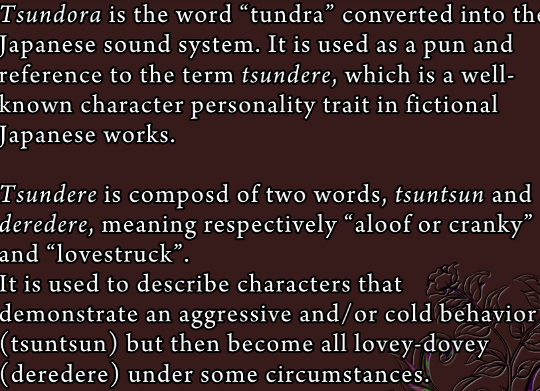 Tsundora is the word “tundra” converted into the
Japanese sound system. It is used as a pun and
reference to the term tsundere, which is a well-
known character personality trait in fictional
Japanese works.

Tsundere is composd of two words, tsuntsun and
deredere, meaning respectively “aloof or cranky”
and “lovestruck”.
It is used to describe characters that
demonstrate an aggressive and/or cold behavior
(tsuntsun) but then become all lovey-dovey
(deredere) under some circumstances.